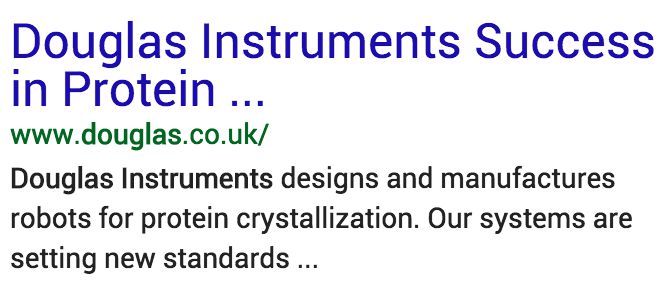 Douglas Instruments Success
in Protein ...
www.douglas.co.uk/
Douglas Instruments designs and manufactures
robots for protein crystallization. Our systems are
setting new standards ...